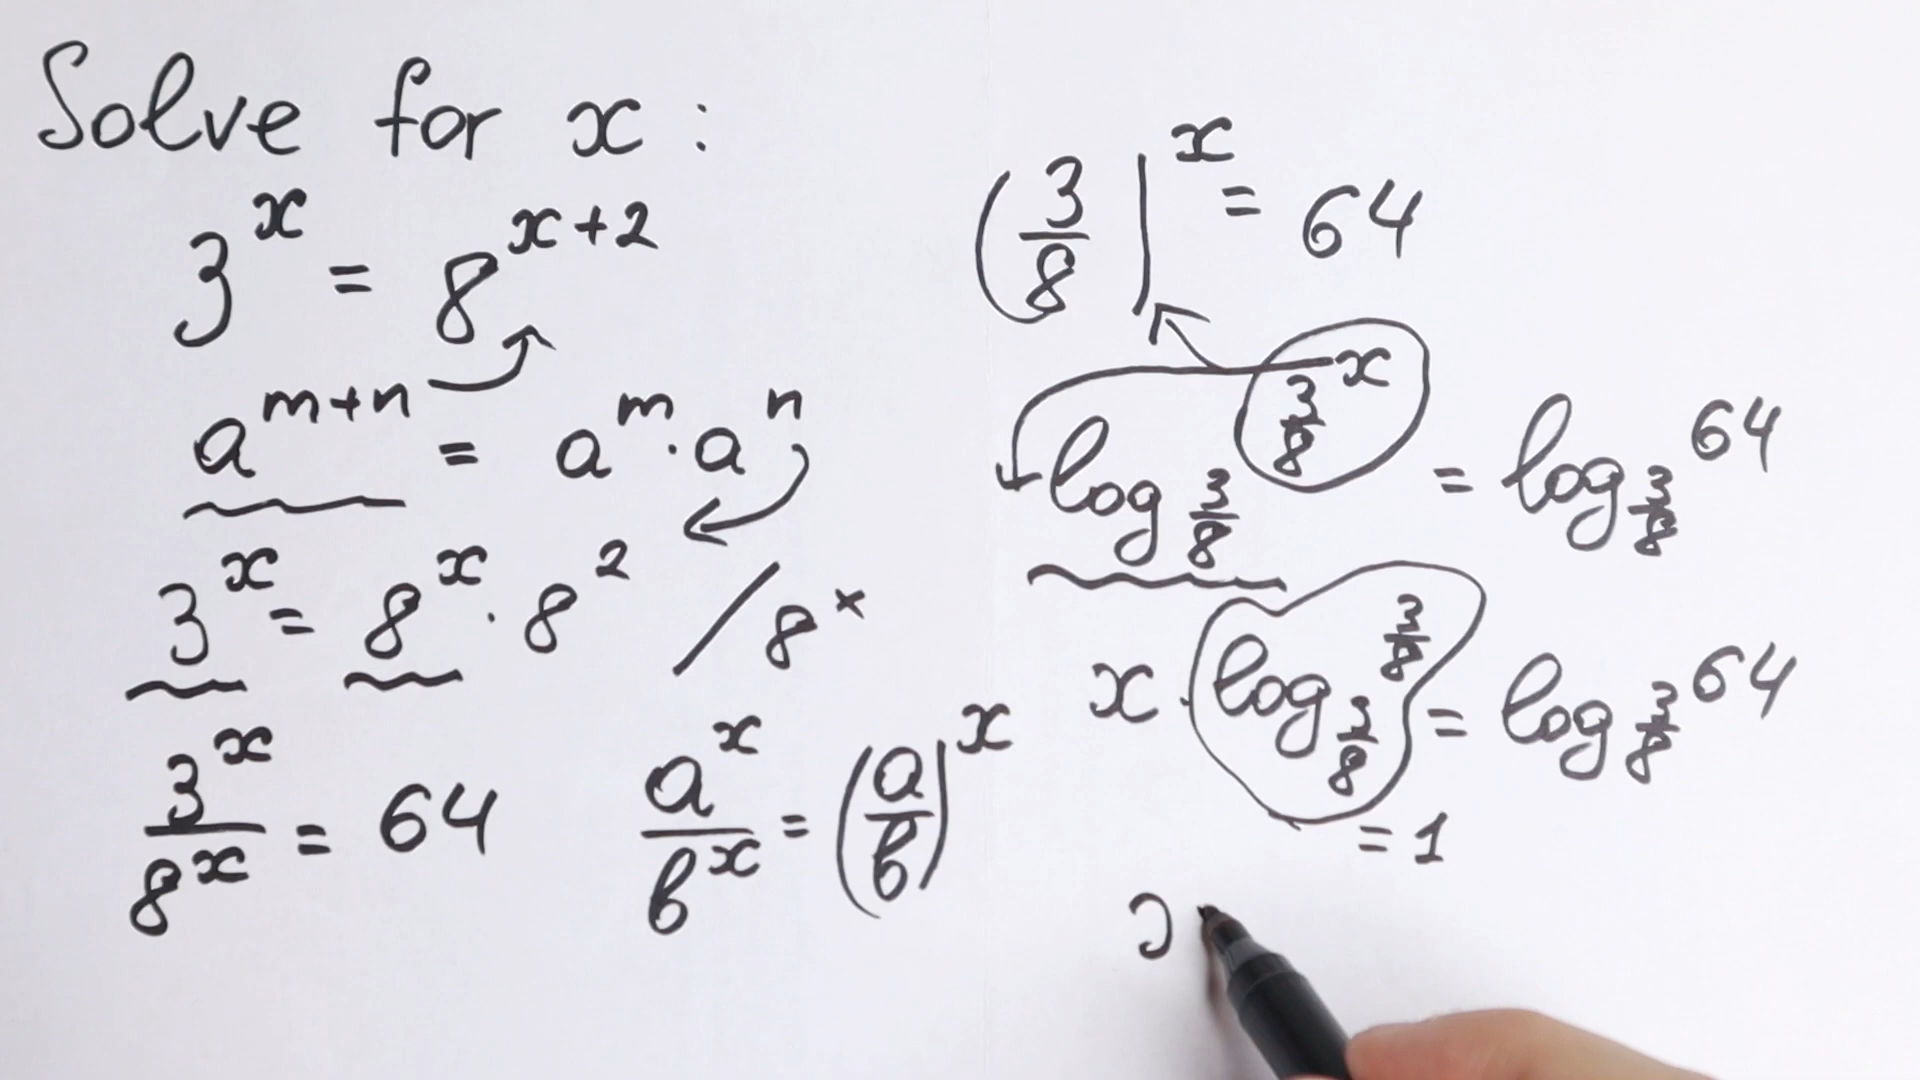 Solve for x :
3^x = 8^(x+2)
a^(m+n) = a^m · a^n
3^x = 8^x · 8^2 / 8^x
3^x/8^x = 64
a^x/b^x = (a/b)^x
(3/8)^x = 64
log_(3/8) (3/8)^x = log_(3/8) 64
x · log_(3/8) 3/8 = log_(3/8) 64
= 1